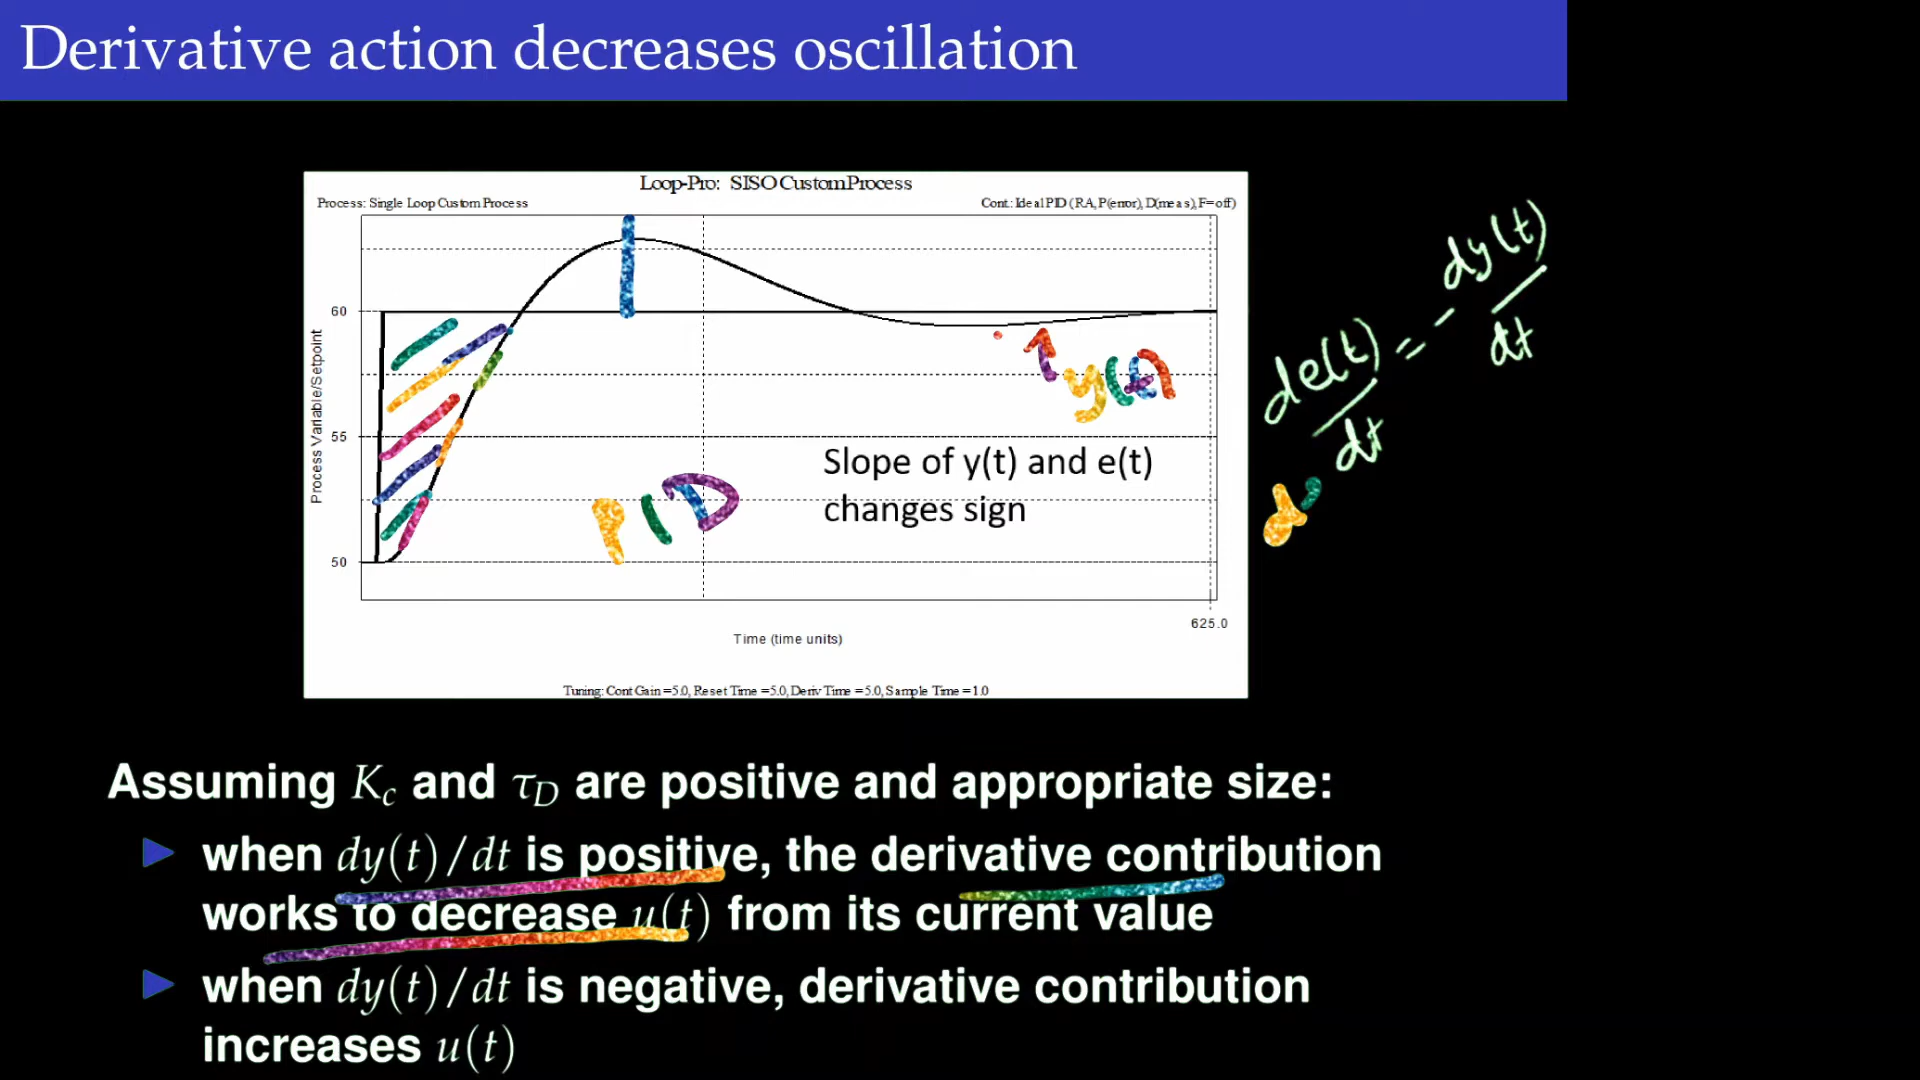 Derivative action decreases oscillation
Loop-Pro: SISO Custom Process
Process: Single Loop Custom Process
Cont.: Ideal PID (RA, P(error), D(meas), F=off)
60
55
50
Process Variable/Setpoint
y(t)
PID
Slope of y(t) and e(t)
changes sign
625.0
Time (time units)
Tuning: Cont Gain = 5.0, Reset Time = 5.0, Deriv Time = 5.0, Sample Time = 1.0
de(t)/dt = - dy(t)/dt
Assuming K_c and τ_D are positive and appropriate size:
when dy(t)/dt is positive, the derivative contribution
works to decrease u(t) from its current value
when dy(t)/dt is negative, derivative contribution
increases u(t)